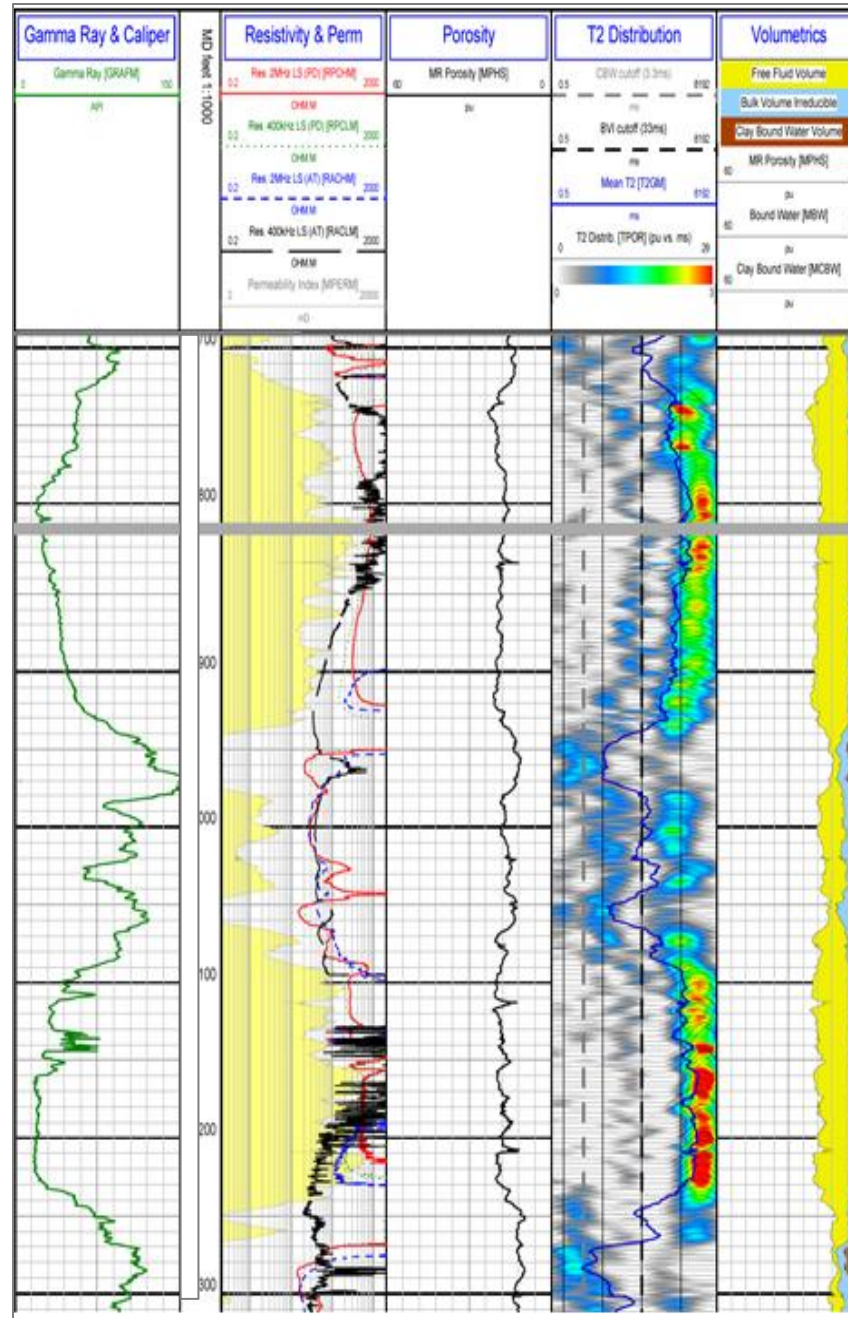 Gamma Ray & Caliper
Gamma Ray [GRAFM]
0 150
API
MD feet 1:1000
Resistivity & Perm
Res. 2MHz LS (PD) [RPCHM]
0.2 2000
OHM.M
Res. 400kHz LS (PD) [RPCLM]
2000
OHM.M
Res. 2MHz LS (AT) [RACHM]
0.2 2000
OHM.M
Res. 400kHz LS (AT) [RACLM]
0.2 2000
OHM.M
Permeability Index [MPERM]
Porosity
MR Porosity [MPHS]
60 0
pu
T2 Distribution
CBW cutoff (3.3ms)
0.5 8192
ms
BVI cutoff (33ms)
0.5 8192
ms
Mean T2 [T2GM]
0.5 8192
ms
T2 Distrib. [TPOR] (pu vs. ms)
0 29
0 3
Volumetrics
Free Fluid Volume
Bulk Volume Irreducible
Clay Bound Water Volume
MR Porosity [MPHS]
60
pu
Bound Water [MBW]
60
pu
Clay Bound Water [MCBW]
60
pu
700
800
900
000
100
200
300